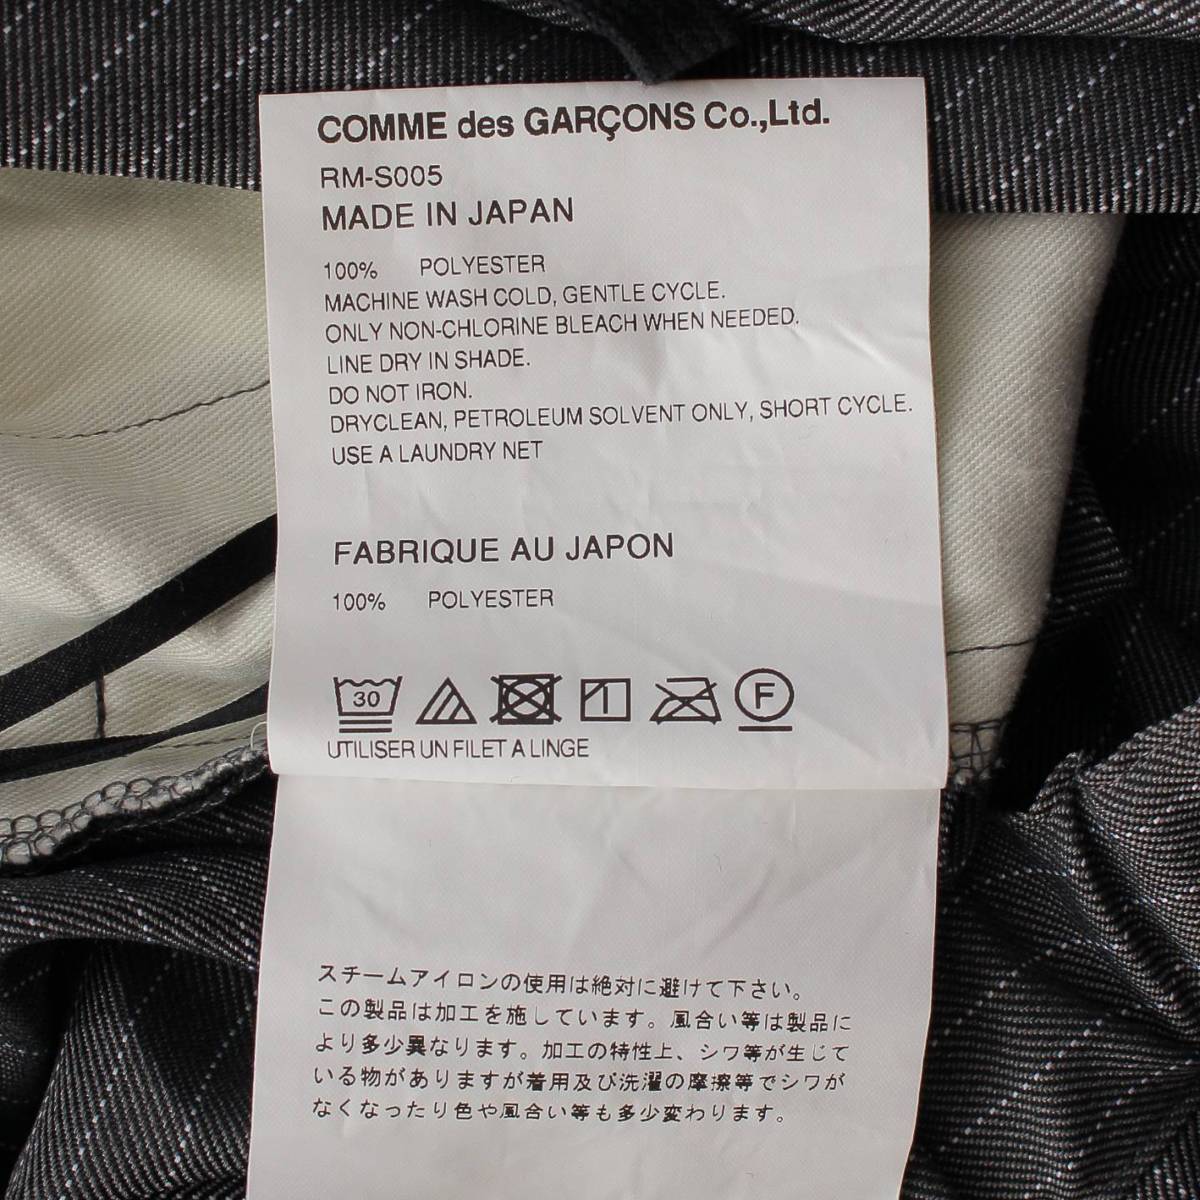 COMME des GARÇONS Co.,Ltd.
RM-S005
MADE IN JAPAN
100% POLYESTER
MACHINE WASH COLD, GENTLE CYCLE.
ONLY NON-CHLORINE BLEACH WHEN NEEDED.
LINE DRY IN SHADE.
DO NOT IRON.
DRYCLEAN, PETROLEUM SOLVENT ONLY, SHORT CYCLE.
USE A LAUNDRY NET
FABRIQUE AU JAPON
100% POLYESTER
30 F
UTILISER UN FILET A LINGE
スチームアイロンの使用は絶対に避けて下さい。
この製品は加工を施しています。風合い等は製品に
より多少異なります。加工の特性上、シワ等が生じて
いる物がありますが着用及び洗濯の摩擦等でシワが
なくなったり色や風合い等も多少変わります。